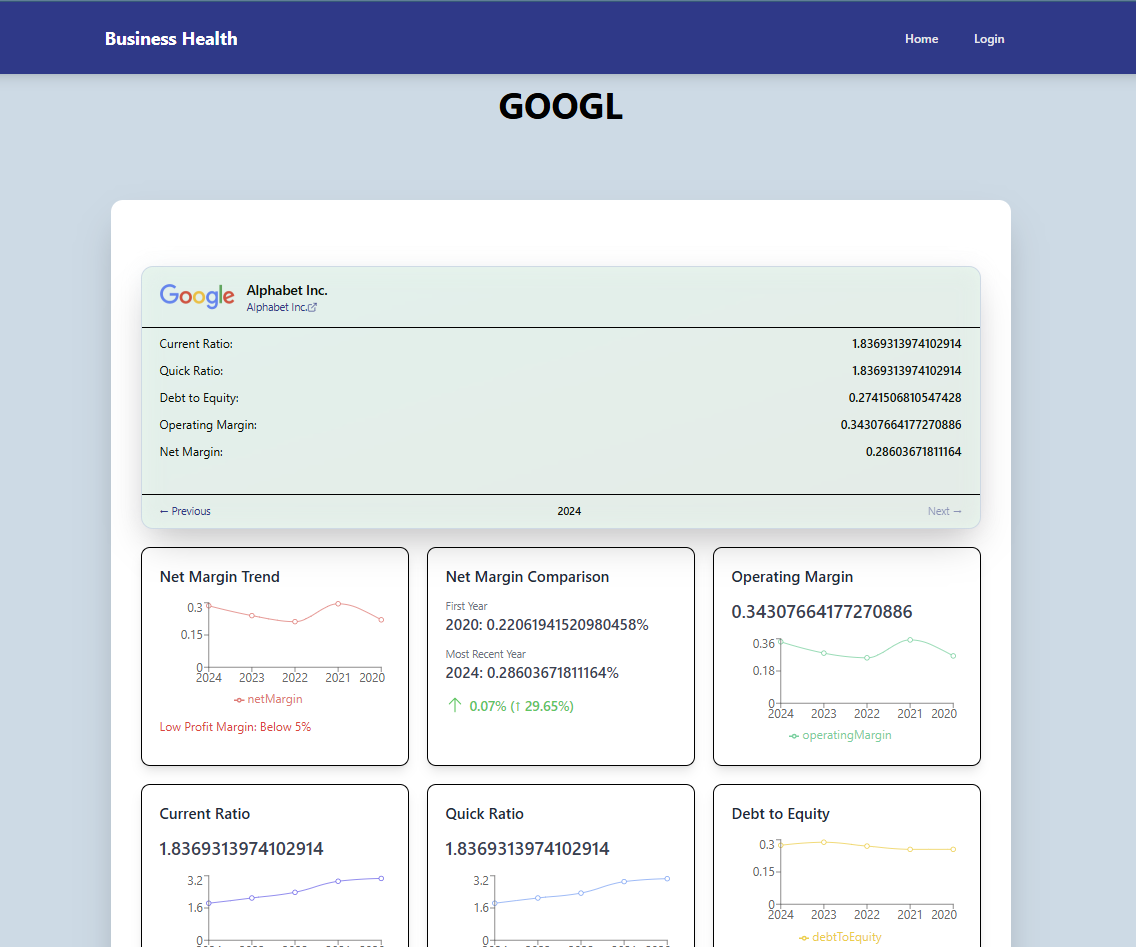 Business Health
Home
Login
GOOGL
Google
Alphabet Inc.
Alphabet Inc.
Current Ratio: 1.8369313974102914
Quick Ratio: 1.8369313974102914
Debt to Equity: 0.2741506810547428
Operating Margin: 0.34307664177270886
Net Margin: 0.28603671811164
← Previous
2024
Next →
Net Margin Trend
0.3
0.15
0
2024 2023 2022 2021 2020
netMargin
Low Profit Margin: Below 5%
Net Margin Comparison
First Year
2020: 0.22061941520980458%
Most Recent Year
2024: 0.28603671811164%
↑ 0.07% (↑ 29.65%)
Operating Margin
0.34307664177270886
0.36
0.18
0
2024 2023 2022 2021 2020
operatingMargin
Current Ratio
1.8369313974102914
3.2
1.6
0
Quick Ratio
1.8369313974102914
3.2
1.6
0
Debt to Equity
0.3
0.15
0
2024 2023 2022 2021 2020
debtToEquity